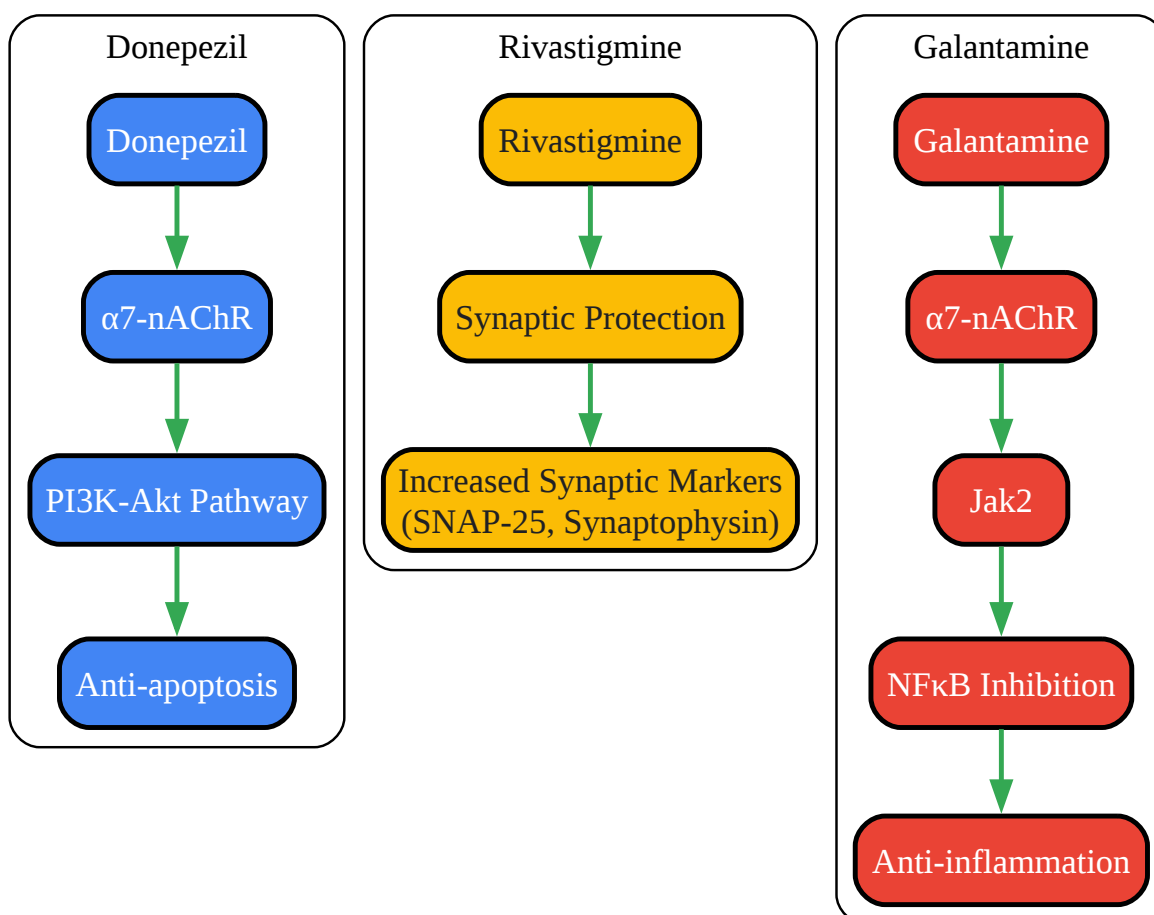 Donepezil
Donepezil
α7-nAChR
PI3K-Akt Pathway
Anti-apoptosis
Rivastigmine
Rivastigmine
Synaptic Protection
Increased Synaptic Markers
(SNAP-25, Synaptophysin)
Galantamine
Galantamine
α7-nAChR
Jak2
NFκB Inhibition
Anti-inflammation